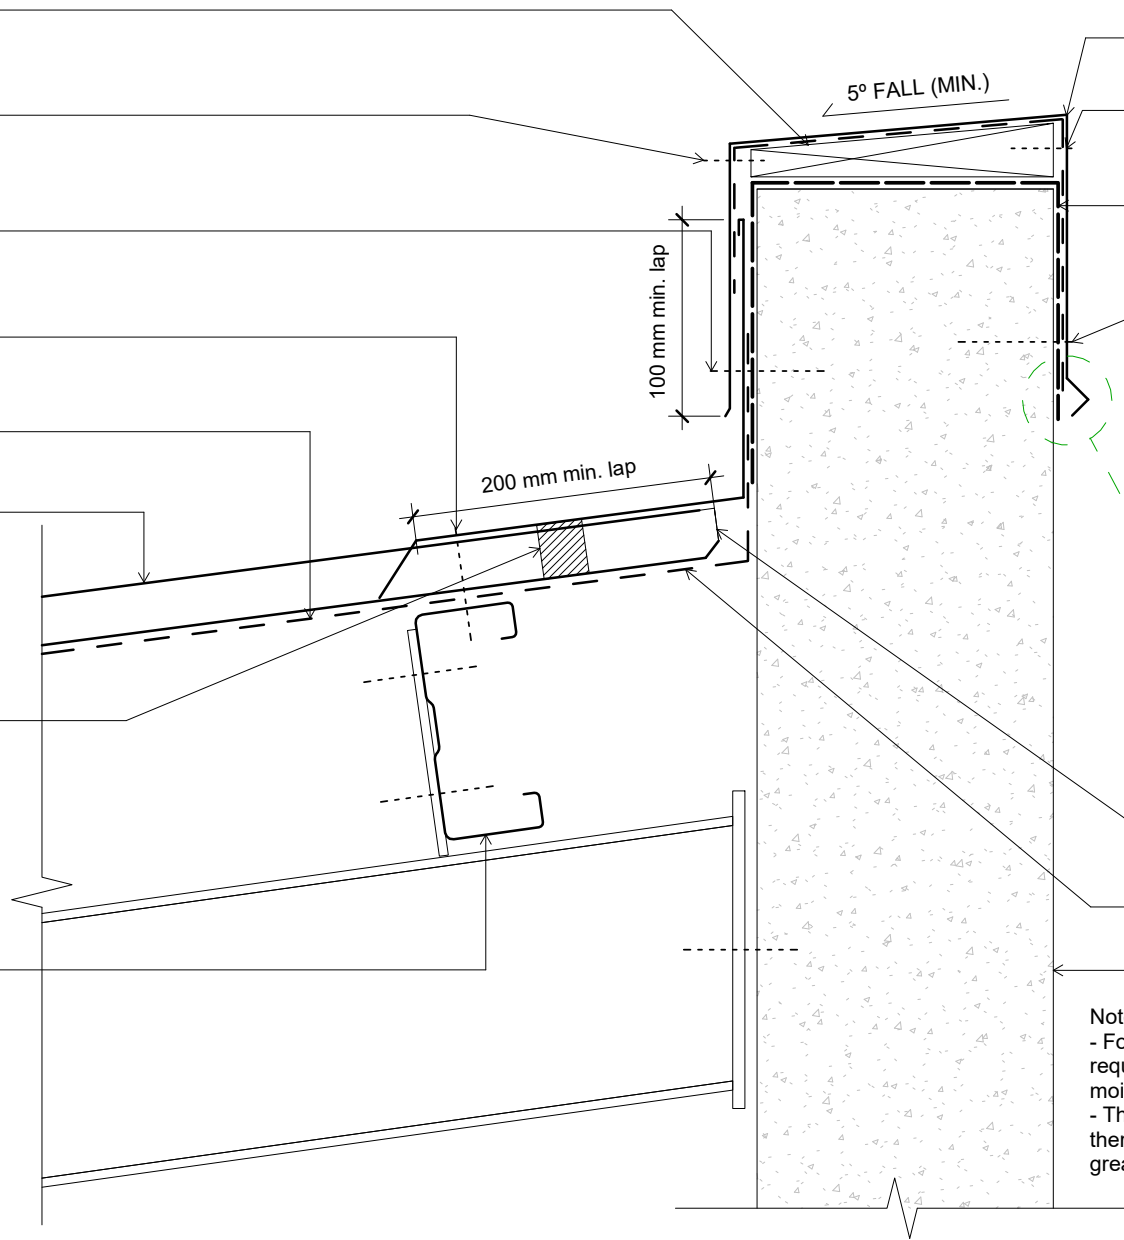 5º FALL (MIN.)
100 mm min. lap
200 mm min. lap
Not
- Fo
requ
moi
- Th
ther
grea